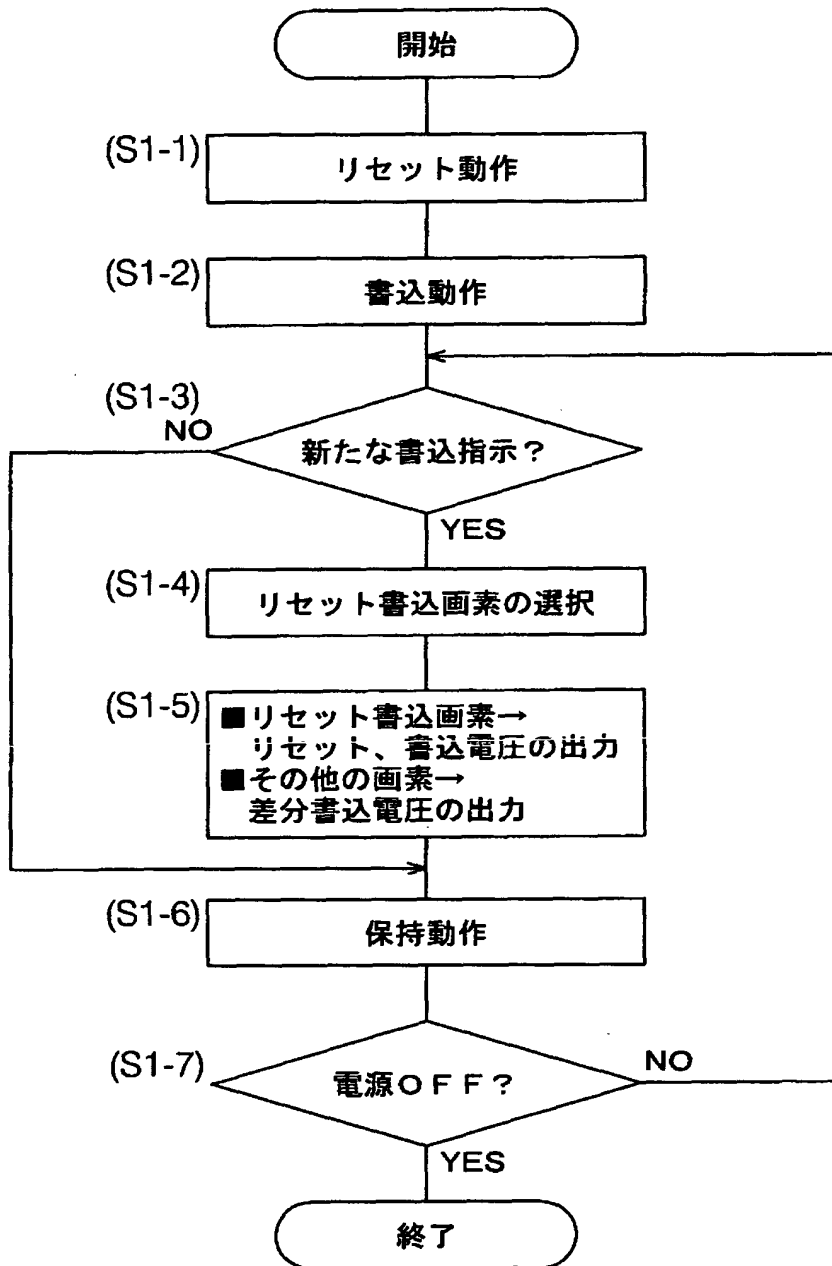 開始
(S1-1)
リセット動作
(S1-2)
書込動作
(S1-3)
NO
新たな書込指示？
YES
(S1-4)
リセット書込画素の選択
(S1-5)
■リセット書込画素→
リセット、書込電圧の出力
■その他の画素→
差分書込電圧の出力
(S1-6)
保持動作
(S1-7)
電源ＯＦＦ？
NO
YES
終了